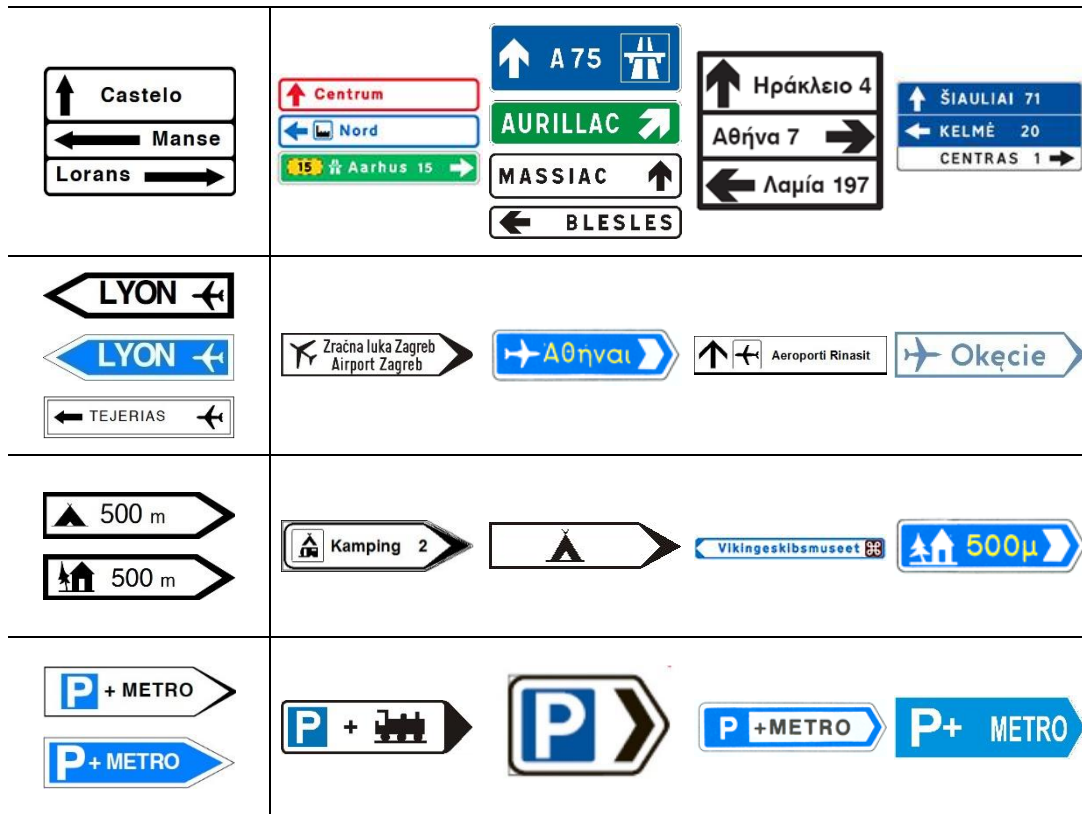 Castelo
Manse
Lorans
Centrum
Nord
15 Aarhus 15
A75
AURILLAC
MASSIAC
BLESLES
Ηράκλειο 4
Αθήνα 7
Λαμία 197
ŠIAULIAI 71
KELMĖ 20
CENTRAS 1
LYON
LYON
TEJERIAS
Zračna luka Zagreb
Airport Zagreb
Αθήναι
Aeroporti Rinasit
Okęcie
500 m
500 m
Kamping 2
Vikingeskibsmuseet
500μ
P + METRO
P + METRO
P +
P
P +METRO
P+ METRO